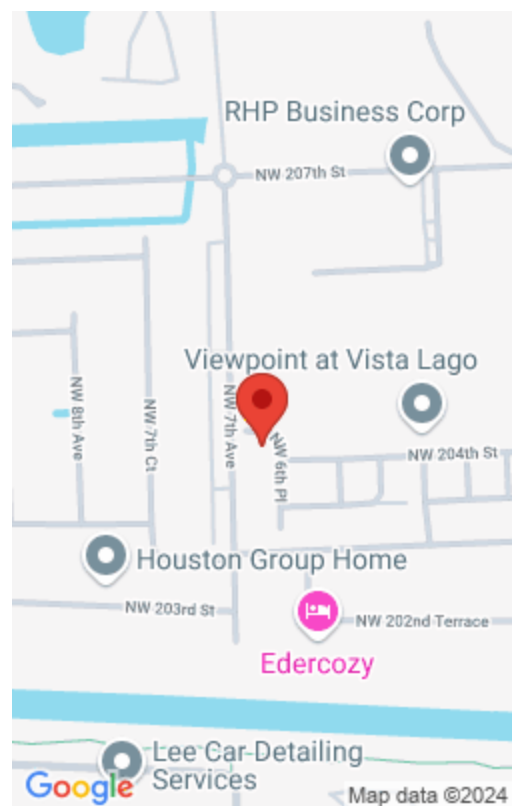 RHP Business Corp
NW 207th St
Viewpoint at Vista Lago
NW 8th Ave
NW 7th Ct
NW 7th Ave
NW 6th Pl
NW 204th St
Houston Group Home
NW 203rd St
NW 202nd Terrace
Edercozy
Lee Car Detailing
Services
Google
Map data ©2024